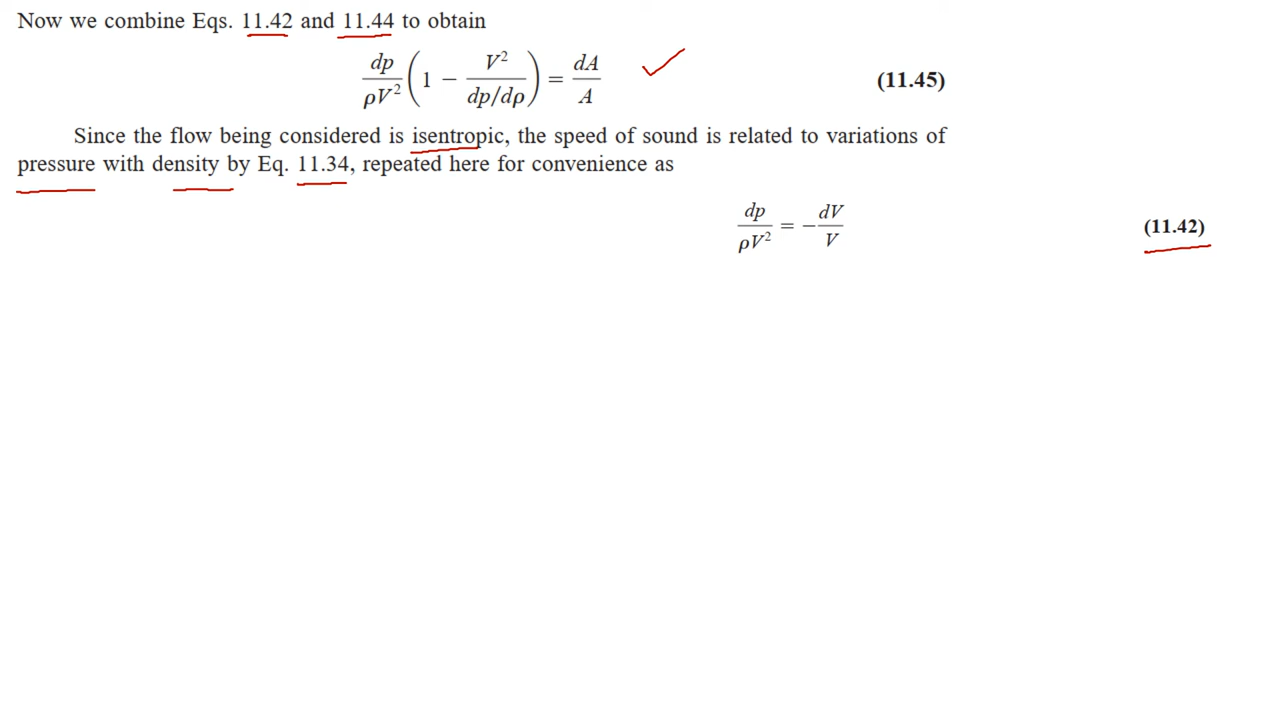 Now we combine Eqs. 11.42 and 11.44 to obtain
dp/ρV² (1 − V²/(dp/dρ)) = dA/A (11.45)
Since the flow being considered is isentropic, the speed of sound is related to variations of
pressure with density by Eq. 11.34, repeated here for convenience as
dp/ρV² = −dV/V (11.42)